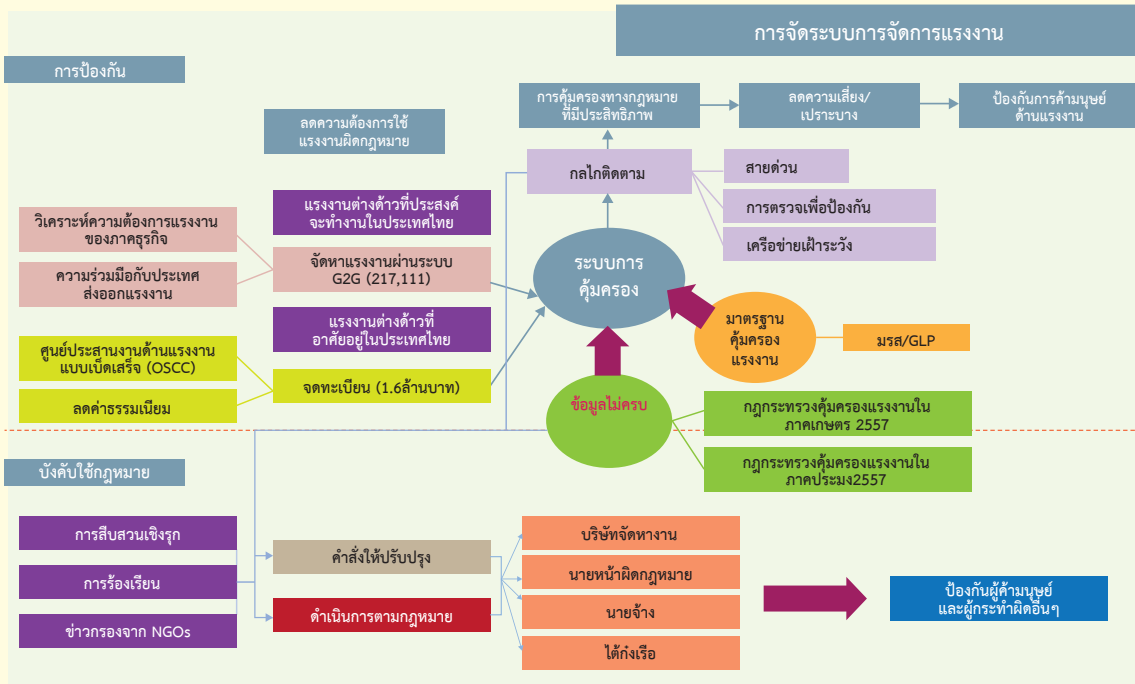 การจัดระบบการจัดการแรงงาน
การป้องกัน
การคุ้มครองทางกฎหมาย
ที่มีประสิทธิภาพ
ลดความเสี่ยง/
เปราะบาง
ป้องกันการค้ามนุษย์
ด้านแรงงาน
ลดความต้องการใช้
แรงงานผิดกฎหมาย
กลไกติดตาม
สายด่วน
การตรวจเพื่อป้องกัน
เครือข่ายเฝ้าระวัง
วิเคราะห์ความต้องการแรงงาน
ของภาคธุรกิจ
ความร่วมมือกับประเทศ
ส่งออกแรงงาน
แรงงานต่างด้าวที่ประสงค์
จะทำงานในประเทศไทย
จัดหาแรงงานผ่านระบบ
G2G (217,111)
แรงงานต่างด้าวที่
อาศัยอยู่ในประเทศไทย
ระบบการ
คุ้มครอง
มาตรฐาน
คุ้มครอง
แรงงาน
มรส/GLP
ศูนย์ประสานงานด้านแรงงาน
แบบเบ็ดเสร็จ (OSCC)
ลดค่าธรรมเนียม
จดทะเบียน (1.6ล้านบาท)
ข้อมูลไม่ครบ
กฎกระทรวงคุ้มครองแรงงานใน
ภาคเกษตร 2557
กฎกระทรวงคุ้มครองแรงงานใน
ภาคประมง2557
บังคับใช้กฎหมาย
การสืบสวนเชิงรุก
การร้องเรียน
ข่าวกรองจาก NGOs
คำสั่งให้ปรับปรุง
ดำเนินการตามกฎหมาย
บริษัทจัดหางาน
นายหน้าผิดกฎหมาย
นายจ้าง
ไต้ก๋งเรือ
ป้องกันผู้ค้ามนุษย์
และผู้กระทำผิดอื่นๆ